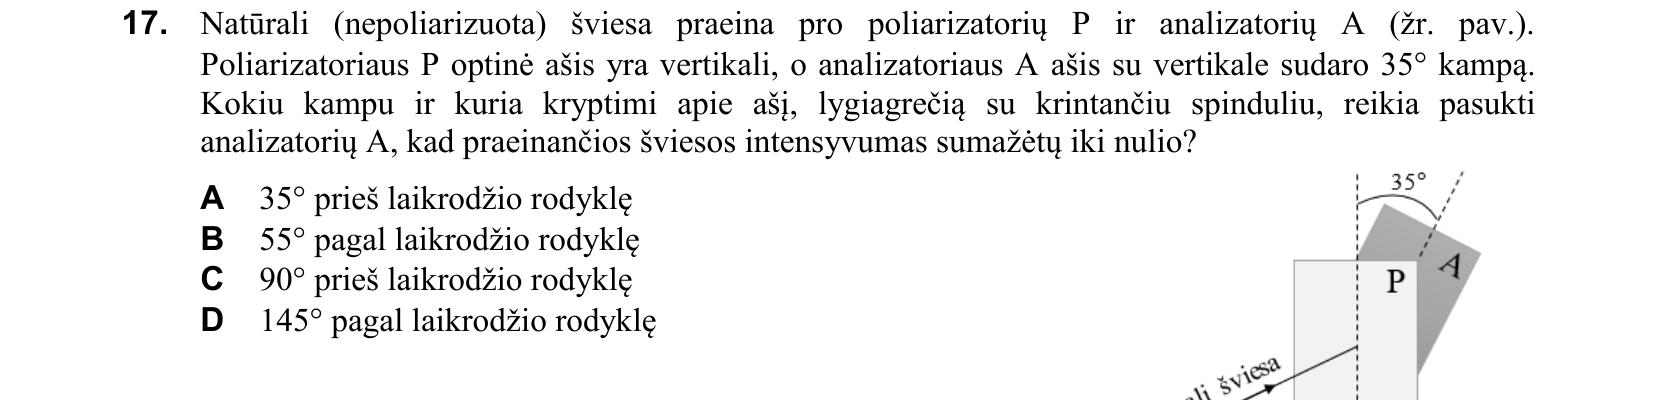 17. Natūrali (nepoliarizuota) šviesa praeina pro poliarizatorių P ir analizatorių A (žr. pav.).
Poliarizatoriaus P optinė ašis yra vertikali, o analizatoriaus A ašis su vertikale sudaro 35° kampą.
Kokiu kampu ir kuria kryptimi apie ašį, lygiagrečią su krintančiu spinduliu, reikia pasukti
analizatorių A, kad praeinančios šviesos intensyvumas sumažėtų iki nulio?
A 35° prieš laikrodžio rodyklę
B 55° pagal laikrodžio rodyklę
C 90° prieš laikrodžio rodyklę
D 145° pagal laikrodžio rodyklę
35°
A
P
šviesa